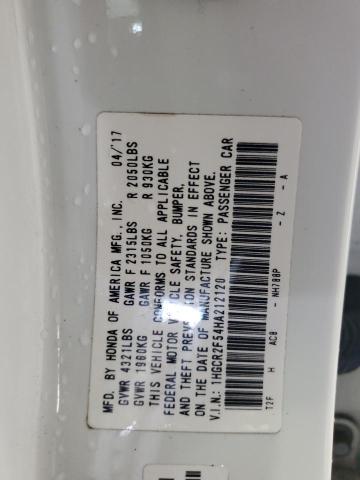 MFD. BY HONDA OF AMERICA MFG., INC. 04/17
GVWR 4321LBS GAWR F 2315LBS R 2050LBS
GVWR 1960KG GAWR F 1050KG R 930KG
THIS VEHICLE CONFORMS TO ALL APPLICABLE
FEDERAL MOTOR VEHICLE SAFETY, BUMPER,
AND THEFT PREVENTION STANDARDS IN EFFECT
ON THE DATE OF MANUFACTURE SHOWN ABOVE.
V.I.N.: 1HGCR2F54HA212120 TYPE: PASSENGER CAR
T2F H AC8 NH788P - Z - A